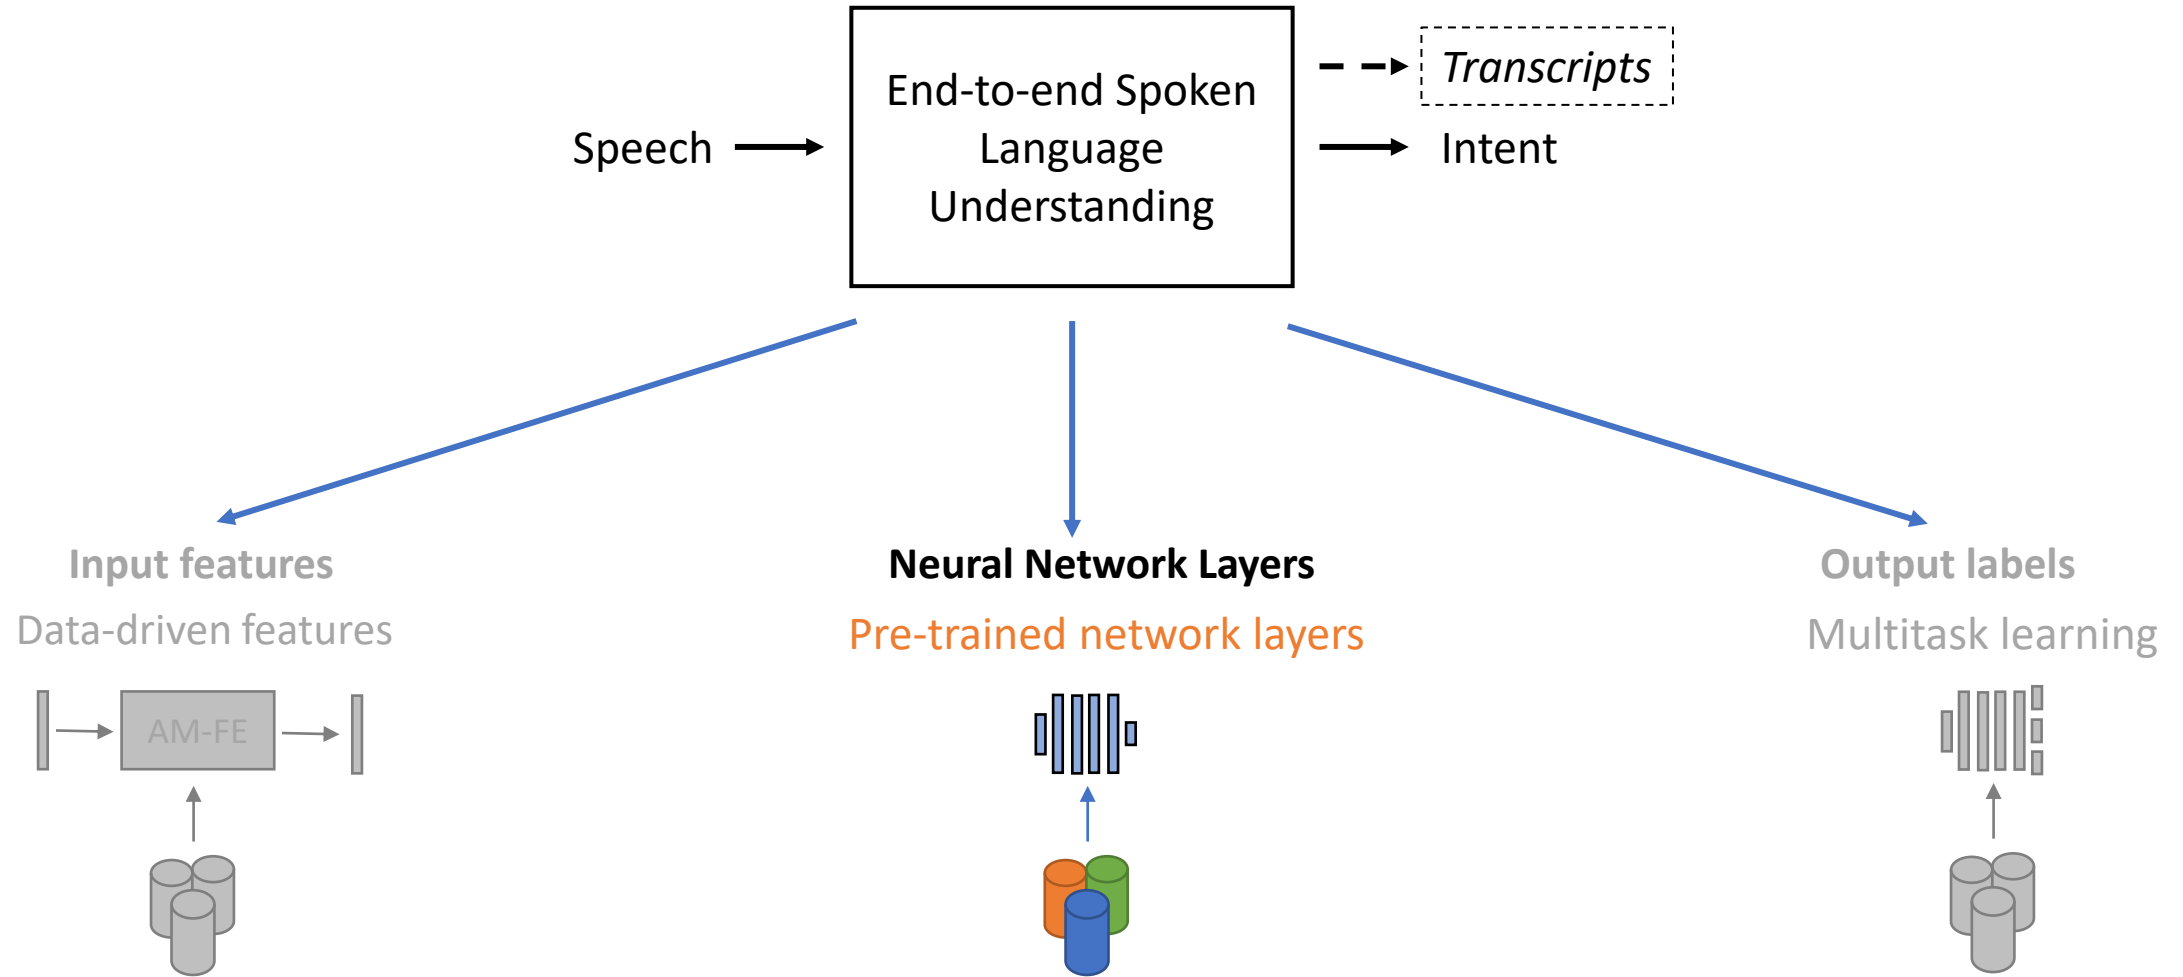 End-to-end Spoken
Language
Understanding
Speech
Transcripts
Intent
Input features
Data-driven features
AM-FE
Neural Network Layers
Pre-trained network layers
Output labels
Multitask learning